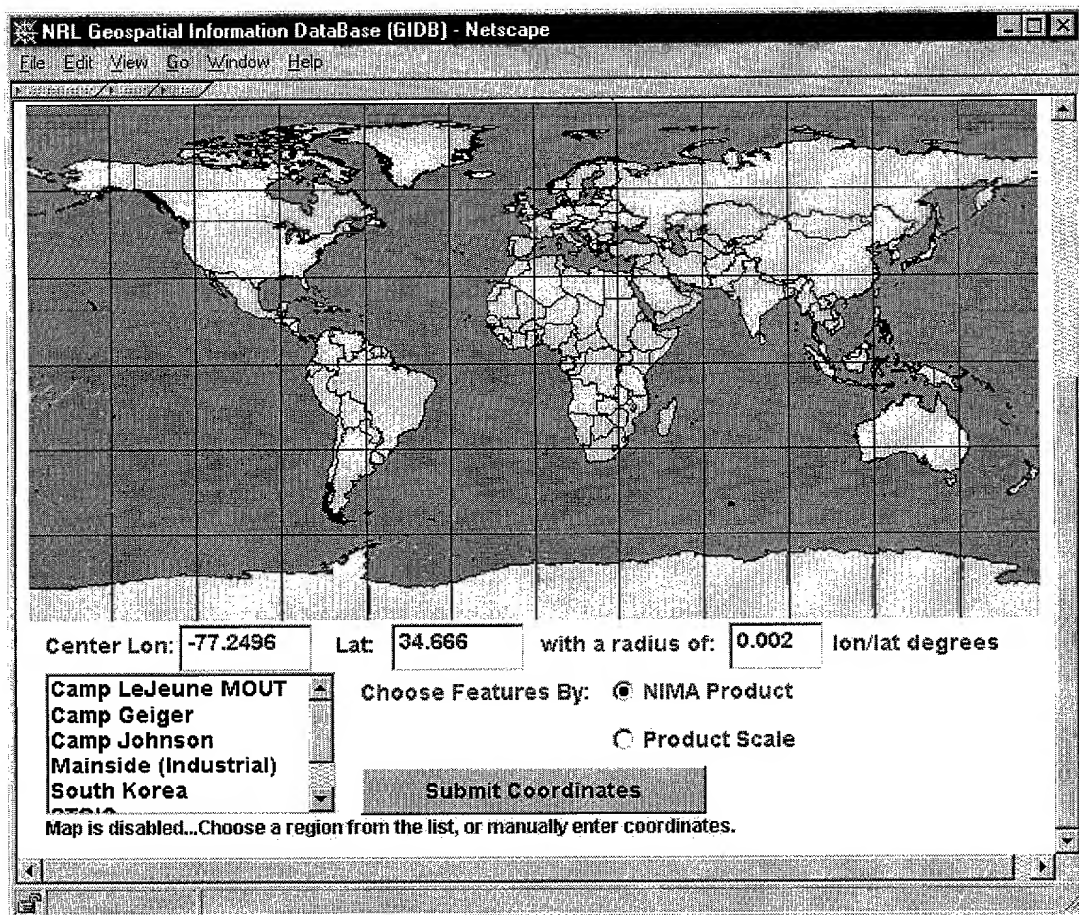 NRL Geospatial Information DataBase (GIDB) - Netscape
File Edit View Go Window Help
Center Lon: -77.2496 Lat: 34.666 with a radius of: 0.002 lon/lat degrees
Camp LeJeune MOUT
Camp Geiger
Camp Johnson
Mainside (Industrial)
South Korea
Choose Features By: NIMA Product
Product Scale
Submit Coordinates
Map is disabled...Choose a region from the list, or manually enter coordinates.